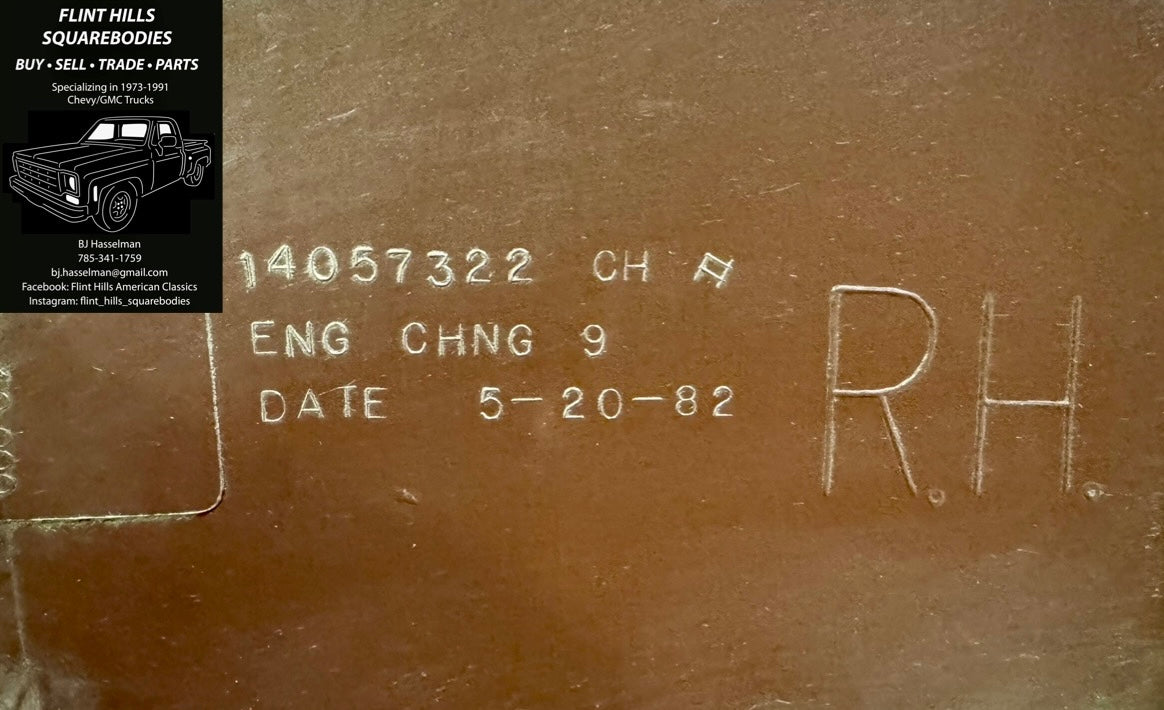 FLINT HILLS
SQUAREBODIES
BUY • SELL • TRADE • PARTS
Specializing in 1973-1991
Chevy/GMC Trucks
BJ Hasselman
785-341-1759
bj.hasselman@gmail.com
Facebook: Flint Hills American Classics
Instagram: flint_hills_squarebodies
14057322 CH
ENG CHNG 9
DATE 5-20-82
R.H.